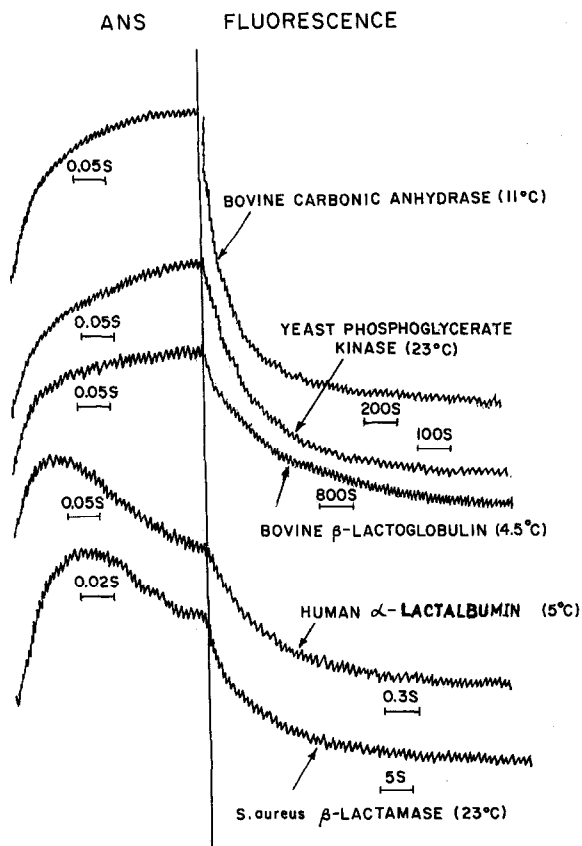 ANS FLUORESCENCE
0.05S
BOVINE CARBONIC ANHYDRASE (11°C)
0.05S
YEAST PHOSPHOGLYCERATE
KINASE (23°C)
0.05S
200S
100S
800S
BOVINE β-LACTOGLOBULIN (4.5°C)
0.05S
0.02S
HUMAN α-LACTALBUMIN (5°C)
0.3S
5S
S. aureus β-LACTAMASE (23°C)